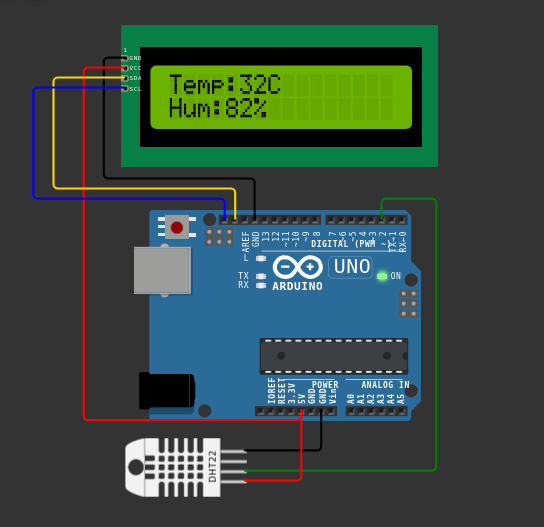 1
GND
VCC
SDA
SCL
Temp:32C
Hum:82%
AREF
GND
13
12
~11
~10
~9
8
7
~6
~5
4
~3
~2
TX→1
RX←0
DIGITAL (PWM ~)
L
TX
RX
UNO
ON
ARDUINO
POWER
ANALOG IN
IOREF
RESET
3.3V
5V
GND
GND
Vin
A0
A1
A2
A3
A4
A5
DHT22